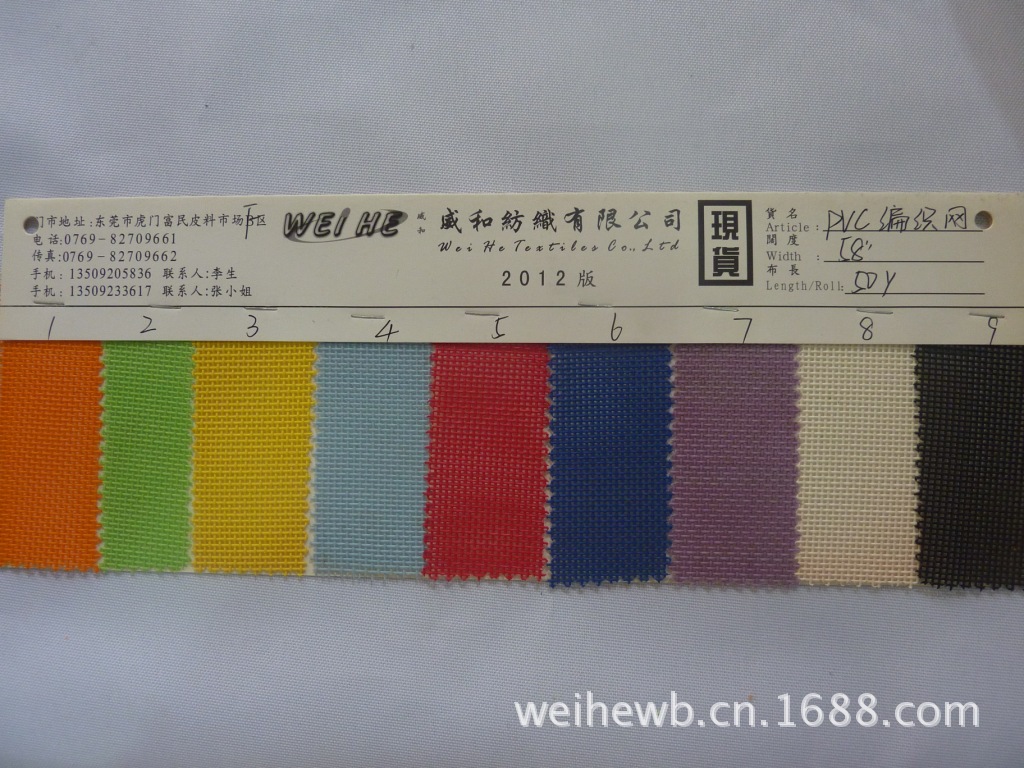 门市地址:东莞市虎门富民皮料市场F区
电话:0769-82709661
传真:0769-82709662
手机:13509205836 联系人:李生
手机:13509233617 联系人:张小姐
WEI HE
威和
威和紡織有限公司
Wei He Textiles Co., Ltd
2012版
現貨
貨名
Article: PVC编织网
闊度
Width: 58"
布長
Length/Roll: 50Y
1 2 3 4 5 6 7 8 9
weihewb.cn.1688.com